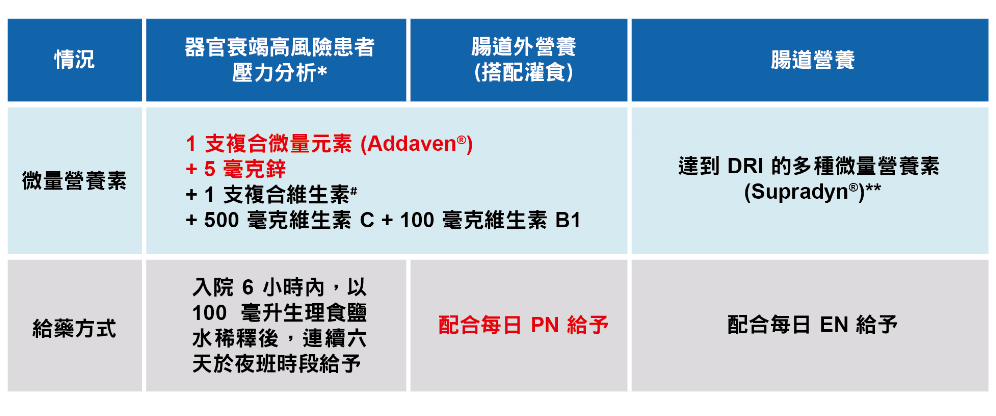 情況
器官衰竭高風險患者
壓力分析*
腸道外營養
(搭配灌食)
腸道營養
微量營養素
1 支複合微量元素 (Addaven®)
+ 5 毫克鋅
+ 1 支複合維生素#
+ 500 毫克維生素 C + 100 毫克維生素 B1
達到 DRI 的多種微量營養素
(Supradyn®)**
給藥方式
入院 6 小時內，以
100 毫升生理食鹽
水稀釋後，連續六
天於夜班時段給予
配合每日 PN 給予
配合每日 EN 給予